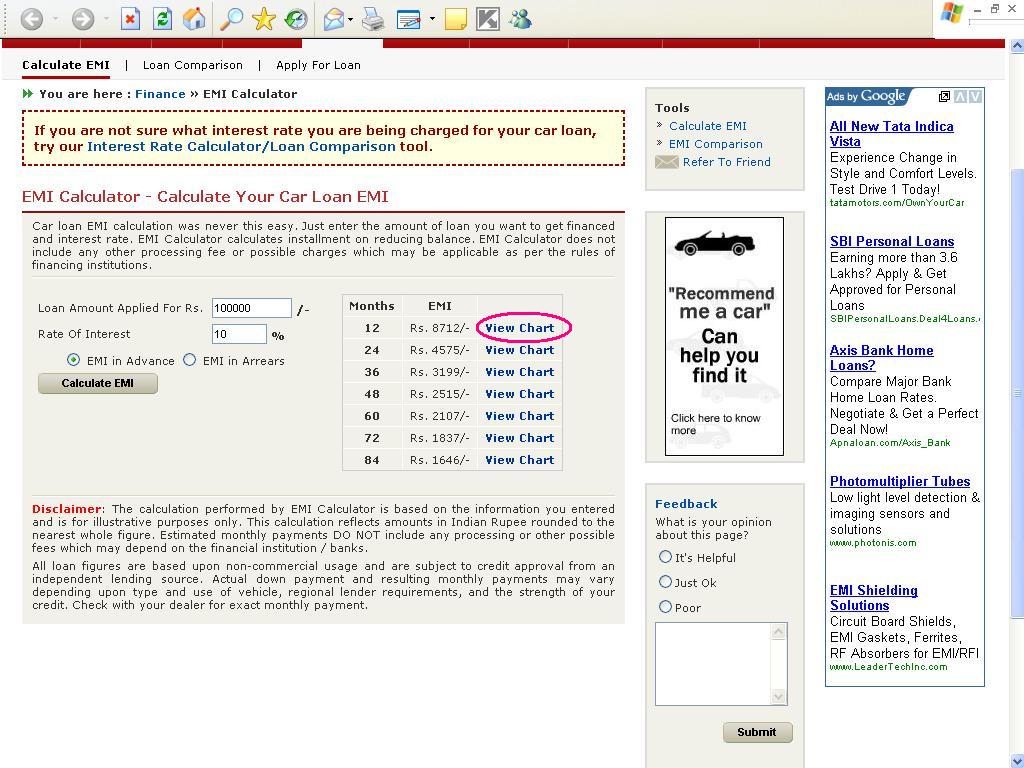 Calculate EMI | Loan Comparison | Apply For Loan
You are here : Finance » EMI Calculator
If you are not sure what interest rate you are being charged for your car loan,
try our Interest Rate Calculator/Loan Comparison tool.
EMI Calculator - Calculate Your Car Loan EMI
Car loan EMI calculation was never this easy. Just enter the amount of loan you want to get financed
and interest rate. EMI Calculator calculates installment on reducing balance. EMI Calculator does not
include any other processing fee or possible charges which may be applicable as per the rules of
financing institutions.
Loan Amount Applied For Rs. 100000 /-
Rate Of Interest 10 %
EMI in Advance EMI in Arrears
Calculate EMI
Months EMI
12 Rs. 8712/- View Chart
24 Rs. 4575/- View Chart
36 Rs. 3199/- View Chart
48 Rs. 2515/- View Chart
60 Rs. 2107/- View Chart
72 Rs. 1837/- View Chart
84 Rs. 1646/- View Chart
Disclaimer: The calculation performed by EMI Calculator is based on the information you entered
and is for illustrative purposes only. This calculation reflects amounts in Indian Rupee rounded to the
nearest whole figure. Estimated monthly payments DO NOT include any processing or other possible
fees which may depend on the financial institution / banks.
All loan figures are based upon non-commercial usage and are subject to credit approval from an
independent lending source. Actual down payment and resulting monthly payments may vary
depending upon type and use of vehicle, regional lender requirements, and the strength of your
credit. Check with your dealer for exact monthly payment.
Tools
Calculate EMI
EMI Comparison
Refer To Friend
"Recommend
me a car"
Can
help you
find it
Click here to know
more
Feedback
What is your opinion
about this page?
It's Helpful
Just Ok
Poor
Submit
Ads by Google
All New Tata Indica
Vista
Experience Change in
Style and Comfort Levels.
Test Drive 1 Today!
tatamotors.com/OwnYourCar
SBI Personal Loans
Earning more than 3.6
Lakhs? Apply & Get
Approved for Personal
Loans
SBIPersonalLoans.Deal4Loans.
Axis Bank Home
Loans?
Compare Major Bank
Home Loan Rates.
Negotiate & Get a Perfect
Deal Now!
Apnaloan.com/Axis_Bank
Photomultiplier Tubes
Low light level detection &
imaging sensors and
solutions
www.photonis.com
EMI Shielding
Solutions
Circuit Board Shields,
EMI Gaskets, Ferrites,
RF Absorbers for EMI/RFI
www.LeaderTechInc.com